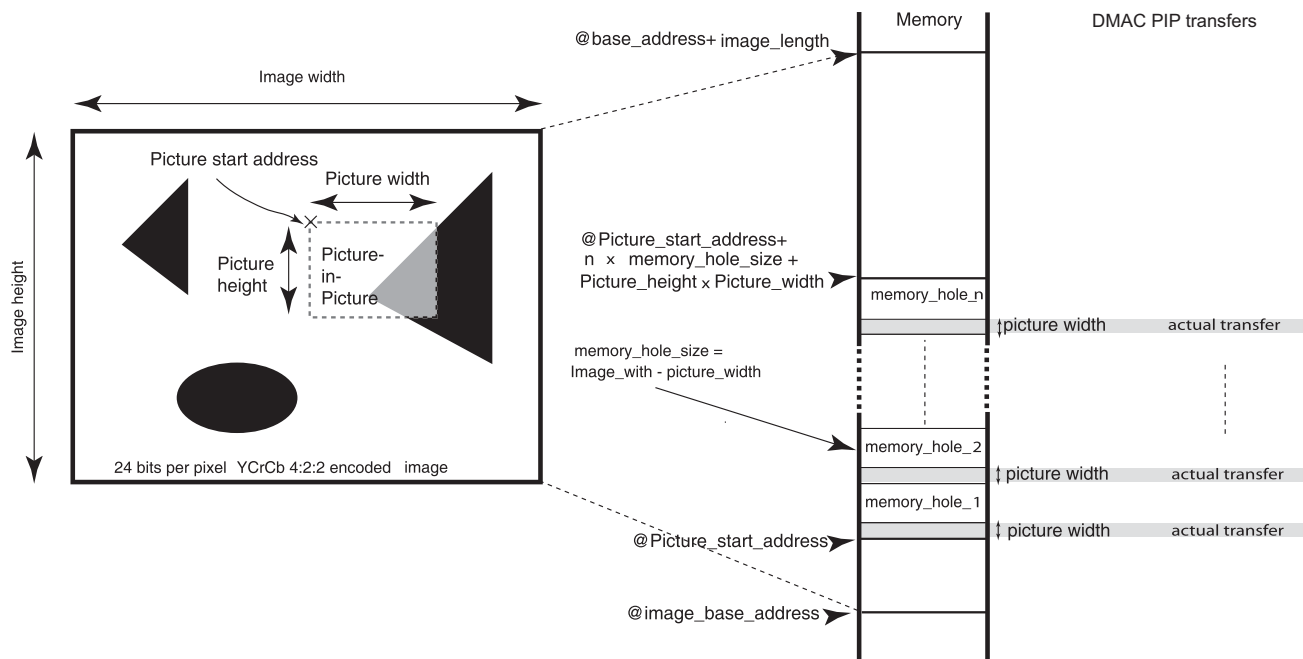 Memory
DMAC PIP transfers
@base_address+ image_length
Image width
Picture start address
Picture width
Image height
Picture
height
Picture-
in-
Picture
@Picture_start_address+
n x memory_hole_size +
Picture_height x Picture_width
memory_hole_n
picture width
actual transfer
memory_hole_size =
Image_with - picture_width
memory_hole_2
picture width
actual transfer
24 bits per pixel YCrCb 4:2:2 encoded image
memory_hole_1
picture width
actual transfer
@Picture_start_address
@image_base_address